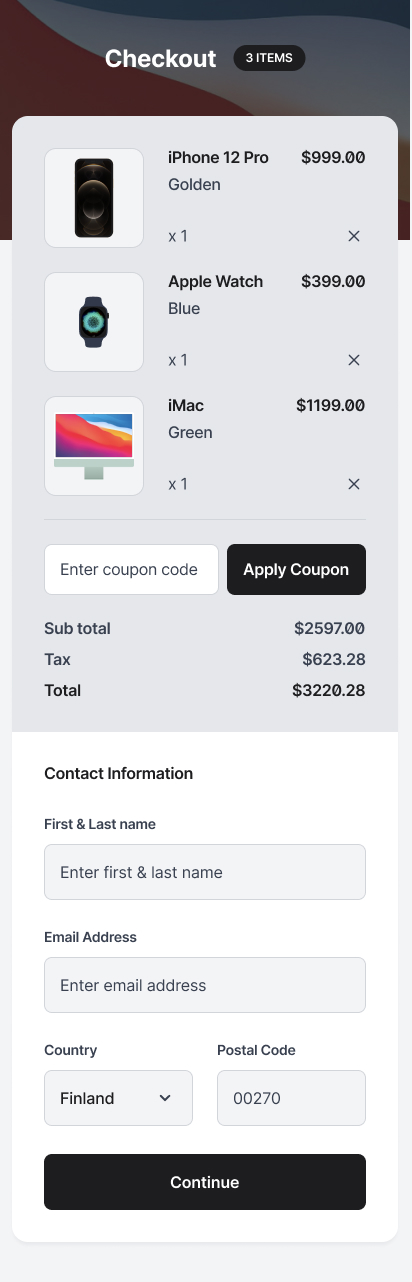 Checkout 3 ITEMS
iPhone 12 Pro $999.00
Golden
x 1
Apple Watch $399.00
Blue
x 1
iMac $1199.00
Green
x 1
Enter coupon code Apply Coupon
Sub total $2597.00
Tax $623.28
Total $3220.28
Contact Information
First & Last name
Enter first & last name
Email Address
Enter email address
Country Postal Code
Finland 00270
Continue